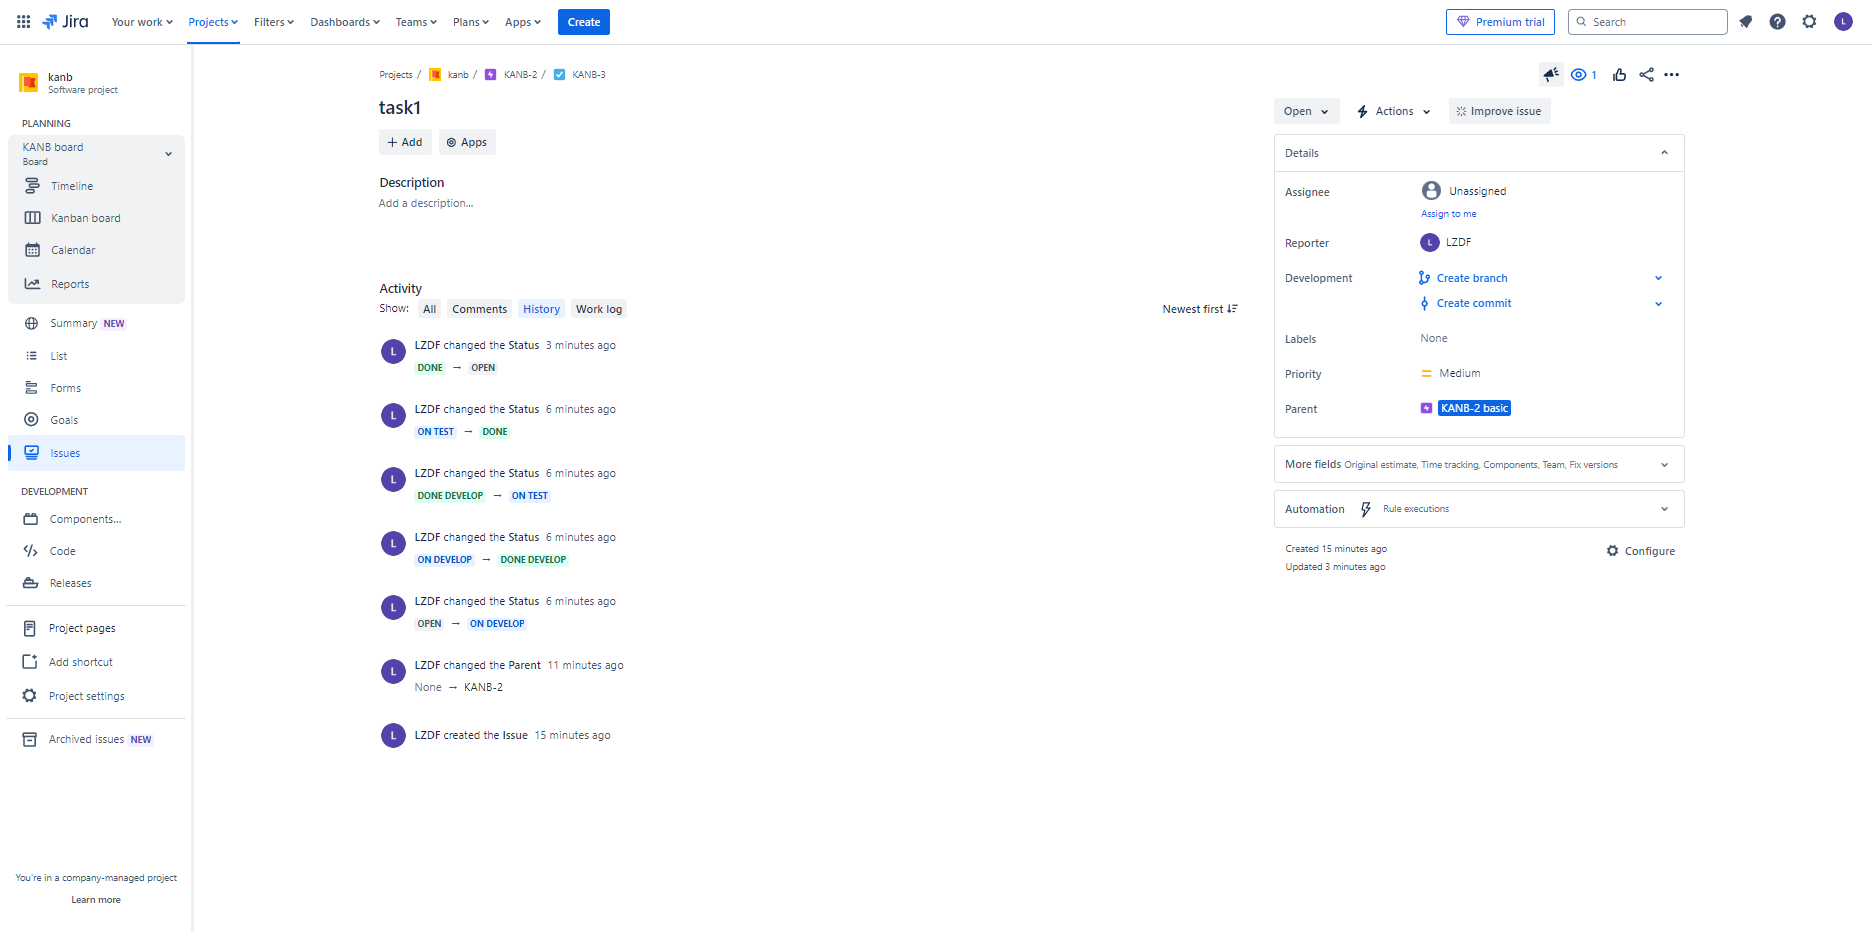 Jira
Your work
Projects
Filters
Dashboards
Teams
Plans
Apps
Create
Premium trial
Search
L
kanb
Software project
PLANNING
KANB board
Board
Timeline
Kanban board
Calendar
Reports
Summary NEW
List
Forms
Goals
Issues
DEVELOPMENT
Components...
Code
Releases
Project pages
Add shortcut
Project settings
Archived issues NEW
You're in a company-managed project
Learn more
Projects / kanb / KANB-2 / KANB-3
task1
Add
Apps
Description
Add a description...
Activity
Show: All Comments History Work log
Newest first
L LZDF changed the Status 3 minutes ago
DONE → OPEN
L LZDF changed the Status 6 minutes ago
ON TEST → DONE
L LZDF changed the Status 6 minutes ago
DONE DEVELOP → ON TEST
L LZDF changed the Status 6 minutes ago
ON DEVELOP → DONE DEVELOP
L LZDF changed the Status 6 minutes ago
OPEN → ON DEVELOP
L LZDF changed the Parent 11 minutes ago
None → KANB-2
L LZDF created the Issue 15 minutes ago
1
Open
Actions
Improve issue
Details
Assignee
Unassigned
Assign to me
Reporter
L LZDF
Development
Create branch
Create commit
Labels
None
Priority
Medium
Parent
KANB-2 basic
More fields Original estimate, Time tracking, Components, Team, Fix versions
Automation Rule executions
Created 15 minutes ago
Updated 3 minutes ago
Configure